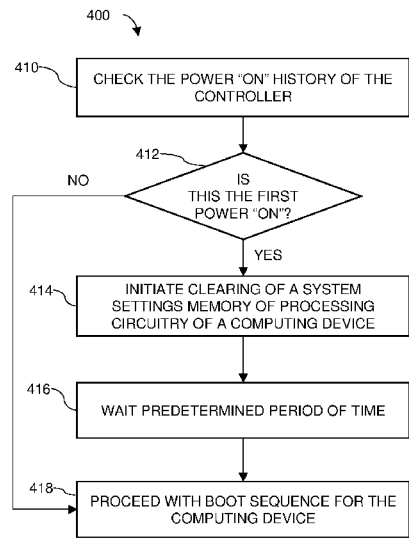 400
410
CHECK THE POWER "ON" HISTORY OF THE
CONTROLLER
412
IS
THIS THE FIRST
POWER "ON"?
NO
YES
414
INITIATE CLEARING OF A SYSTEM
SETTINGS MEMORY OF PROCESSING
CIRCUITRY OF A COMPUTING DEVICE
416
WAIT PREDETERMINED PERIOD OF TIME
418
PROCEED WITH BOOT SEQUENCE FOR THE
COMPUTING DEVICE